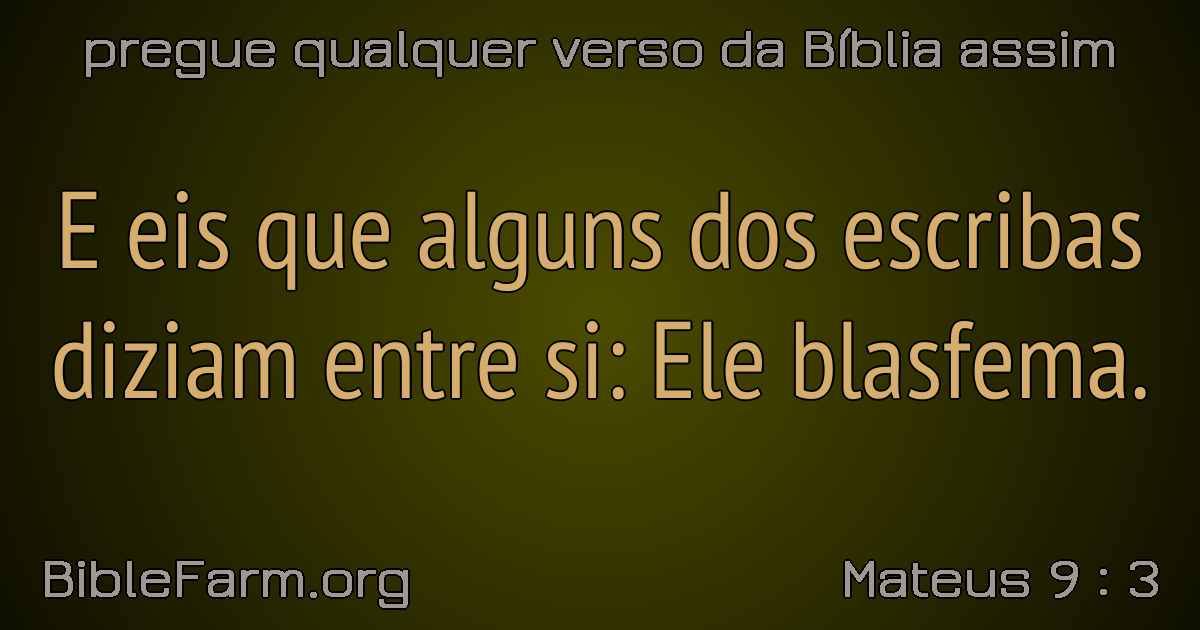 pregue qualquer verso da Bíblia assim
E eis que alguns dos escribas
diziam entre si: Ele blasfema.
BibleFarm.org
Mateus 9 : 3